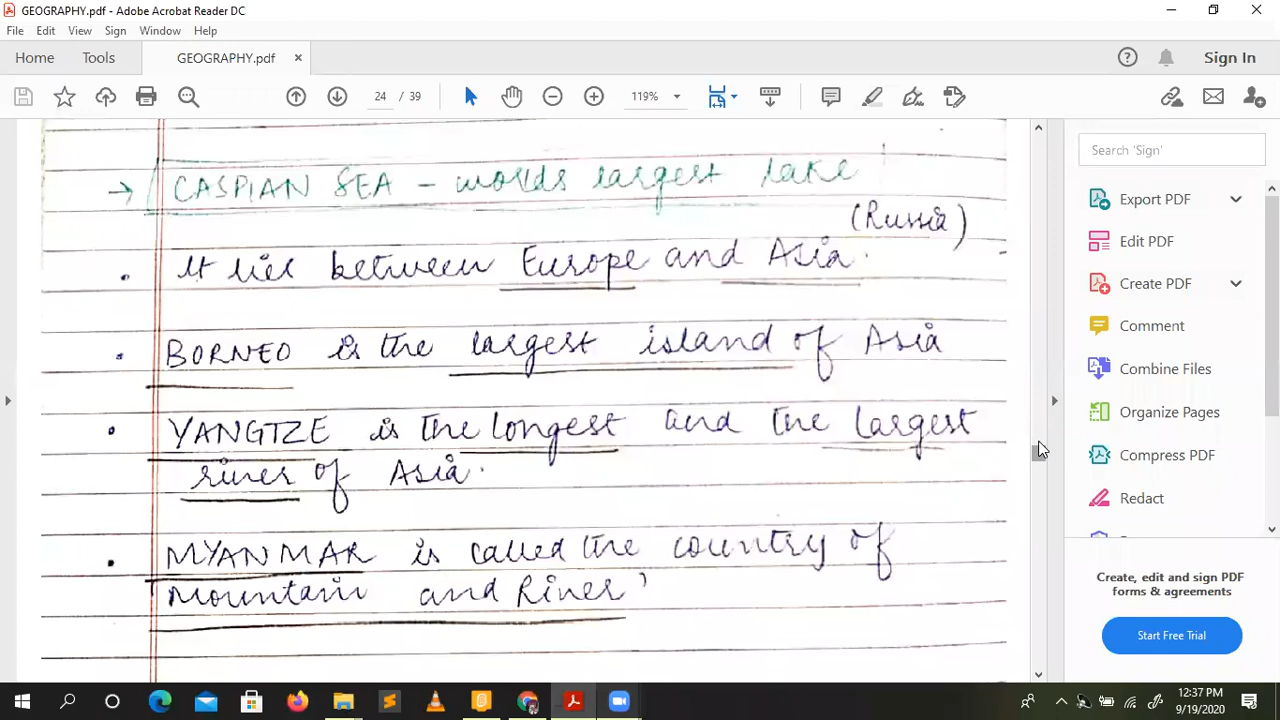 GEOGRAPHY.pdf - Adobe Acrobat Reader DC
File Edit View Sign Window Help
Home Tools GEOGRAPHY.pdf × Sign In
24 / 39 119%
→ CASPIAN SEA - worlds largest lake
(Russia)
• It lies between Europe and Asia.
• BORNEO is the largest island of Asia
• YANGTZE is the longest and the largest
river of Asia.
• MYANMAR is called the country of
Mountain and River'
Search 'Sign'
Export PDF
Edit PDF
Create PDF
Comment
Combine Files
Organize Pages
Compress PDF
Redact
Create, edit and sign PDF
forms & agreements
Start Free Trial
12:37 PM
9/19/2020